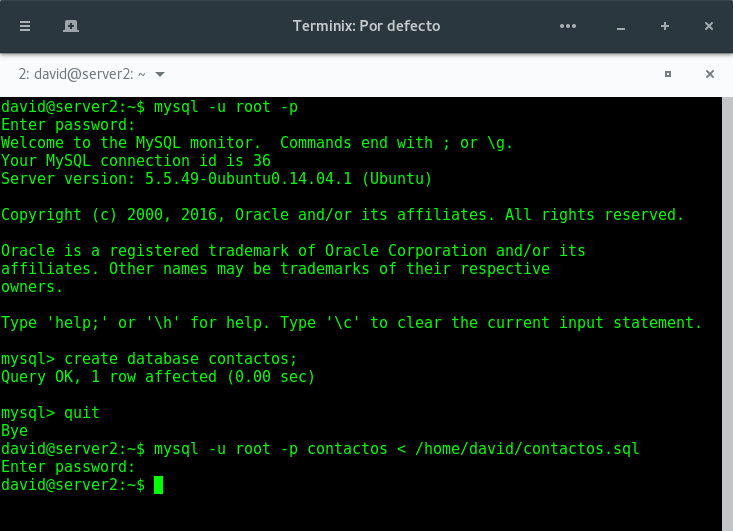 Terminix: Por defecto
2: david@server2: ~
david@server2:~$ mysql -u root -p
Enter password:
Welcome to the MySQL monitor.  Commands end with ; or \g.
Your MySQL connection id is 36
Server version: 5.5.49-0ubuntu0.14.04.1 (Ubuntu)
Copyright (c) 2000, 2016, Oracle and/or its affiliates. All rights reserved.
Oracle is a registered trademark of Oracle Corporation and/or its
affiliates. Other names may be trademarks of their respective
owners.
Type 'help;' or '\h' for help. Type '\c' to clear the current input statement.
mysql> create database contactos;
Query OK, 1 row affected (0.00 sec)
mysql> quit
Bye
david@server2:~$ mysql -u root -p contactos < /home/david/contactos.sql
Enter password:
david@server2:~$